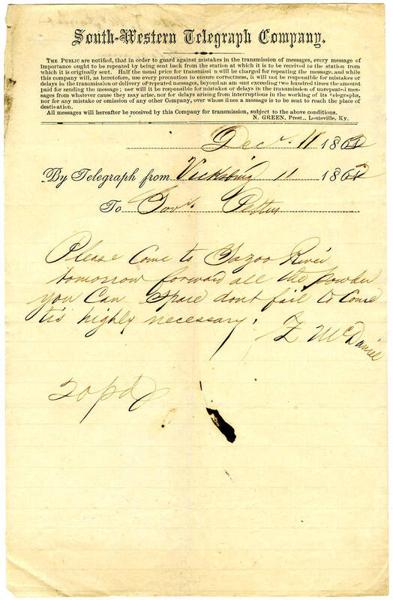 South-Western Telegraph Company.
THE PUBLIC are notified, that in order to guard against mistakes in the transmission of messages, every message of
importance ought to be repeated by being sent back from the station at which it is to be received to the station from
which it is originally sent. Half the usual price for transmission will be charged for repeating the message, and while
this company will, as heretofore, use every precaution to ensure correctness, it will not be responsible for mistakes or
delays in the transmission or delivery of repeated messages, beyond an amount exceeding two hundred times the amount
paid for sending the message; nor will it be responsible for mistakes or delays in the transmission of unrepeated mes-
sages from whatever cause they may arise, nor for delays arising from interruptions in the working of its telegraphs,
nor for any mistake or omission of any other Company, over whose lines a message is to be sent to reach the place of
destination.
All messages will hereafter be received by this Company for transmission, subject to the above conditions.
N. GREEN, Prest., Louisville, Ky.
Dec. 11 186
By Telegraph from Vicksburg 11 186
To Gov. Pettus
Please Come to Yazoo River
tomorrow forward all the powder
you Can Spare dont fail to Come
tis highly necessary.
Z McDaniel